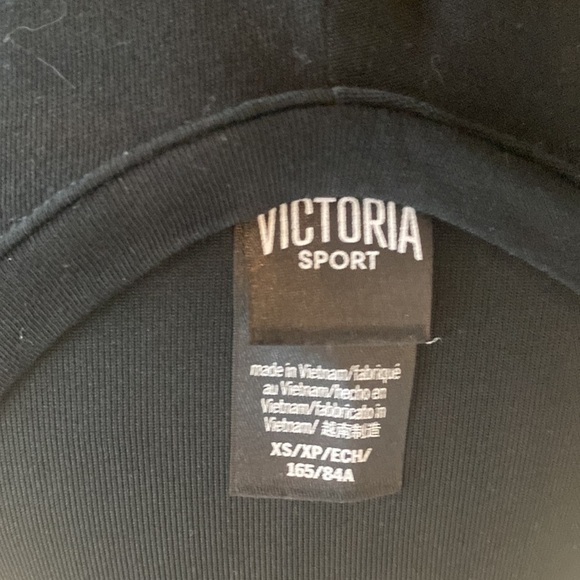 VICTORIA
SPORT
made in Vietnam/fabriqué
au Vietnam/hecho en
Vietnam/fabbricato in
Vietnam/ 越南制造
XS/XP/ECH/
165/84A